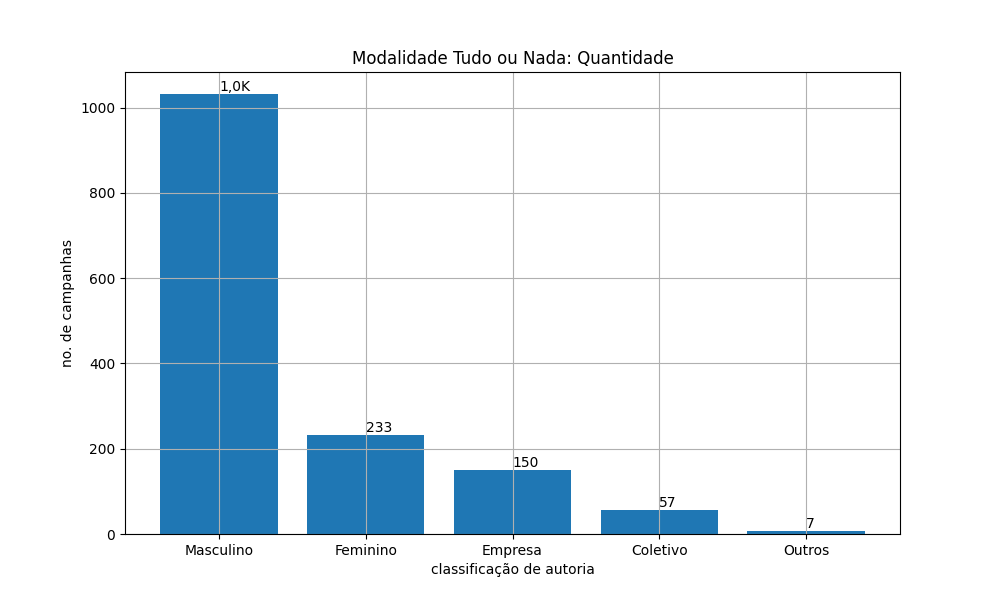 Modalidade Tudo ou Nada: Quantidade
no. de campanhas
1000
800
600
400
200
0
1,0K
233
150
57
7
Masculino Feminino Empresa Coletivo Outros
classificação de autoria